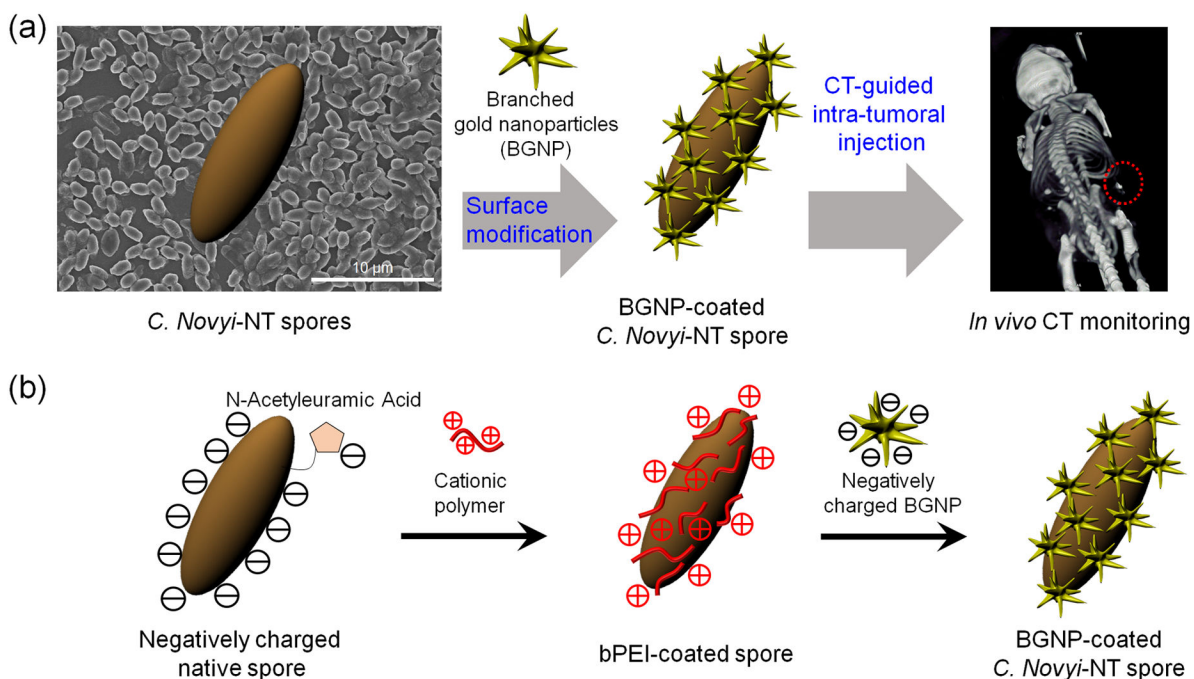 (a)
Branched
gold nanoparticles
(BGNP)
Surface
modification
CT-guided
intra-tumoral
injection
10 μm
C. Novyi-NT spores
BGNP-coated
C. Novyi-NT spore
In vivo CT monitoring
(b)
N-Acetyleuramic Acid
Cationic
polymer
Negatively
charged BGNP
Negatively charged
native spore
bPEI-coated spore
BGNP-coated
C. Novyi-NT spore